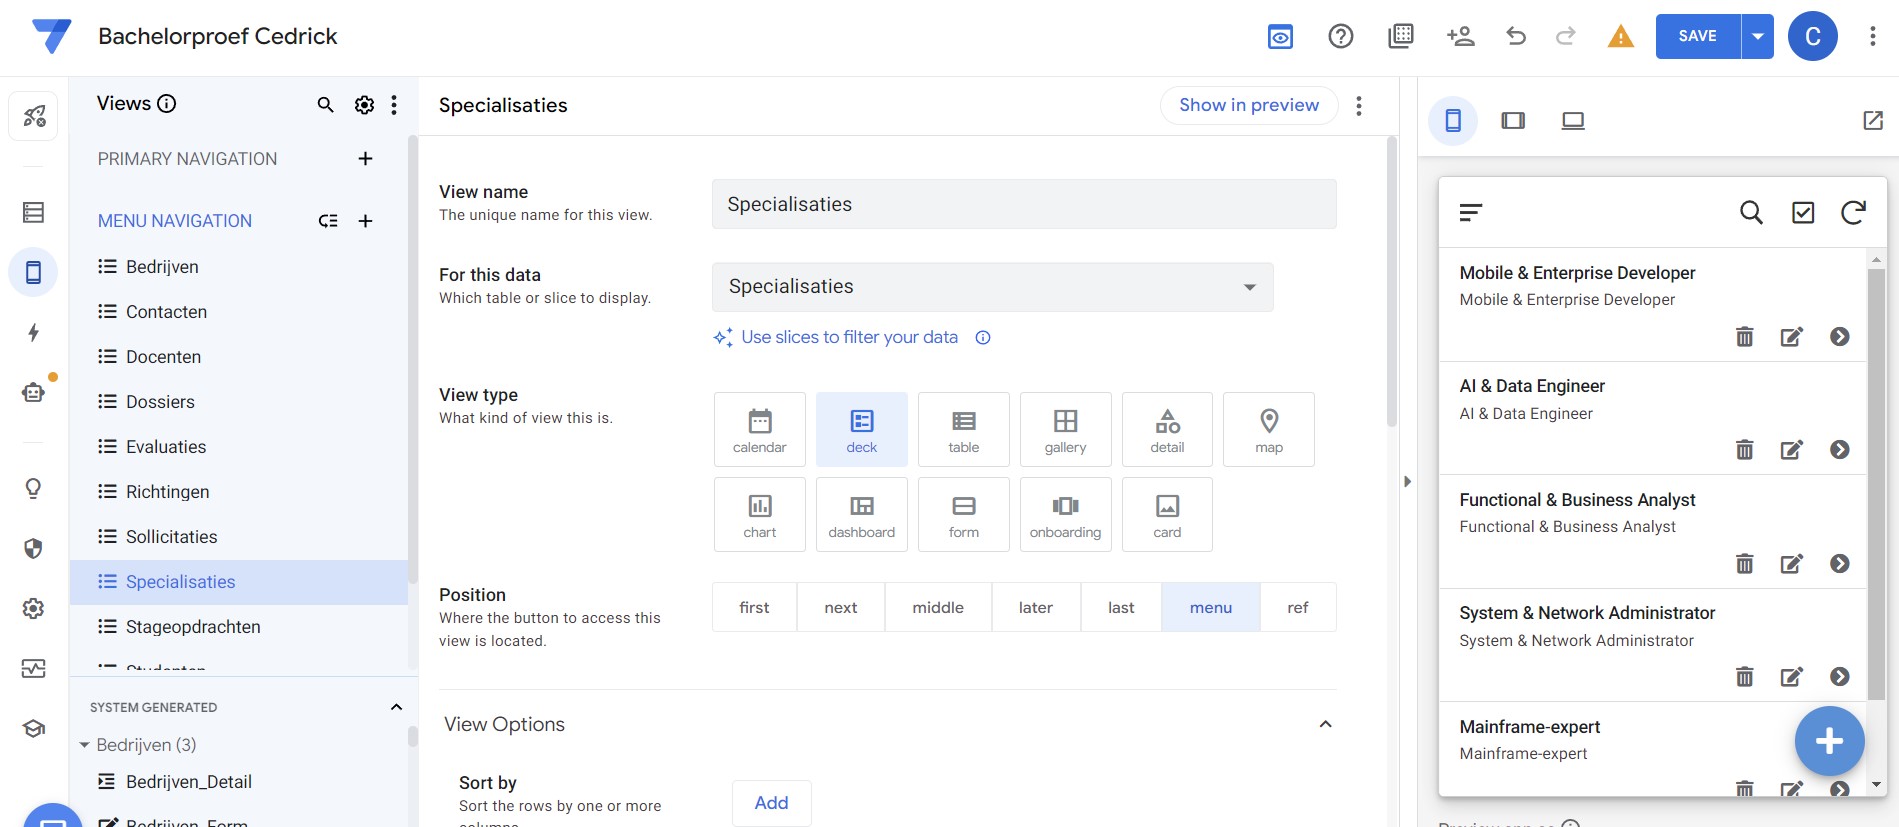 Bachelorproef Cedrick
SAVE
C
Views
PRIMARY NAVIGATION
MENU NAVIGATION
Bedrijven
Contacten
Docenten
Dossiers
Evaluaties
Richtingen
Sollicitaties
Specialisaties
Stageopdrachten
Studenten
SYSTEM GENERATED
Bedrijven (3)
Bedrijven_Detail
Bedrijven_Form
Specialisaties
Show in preview
View name
The unique name for this view.
Specialisaties
For this data
Which table or slice to display.
Specialisaties
Use slices to filter your data
View type
What kind of view this is.
calendar
deck
table
gallery
detail
map
chart
dashboard
form
onboarding
card
Position
Where the button to access this
view is located.
first
next
middle
later
last
menu
ref
View Options
Sort by
Sort the rows by one or more
columns.
Add
Mobile & Enterprise Developer
Mobile & Enterprise Developer
AI & Data Engineer
AI & Data Engineer
Functional & Business Analyst
Functional & Business Analyst
System & Network Administrator
System & Network Administrator
Mainframe-expert
Mainframe-expert
Preview app as